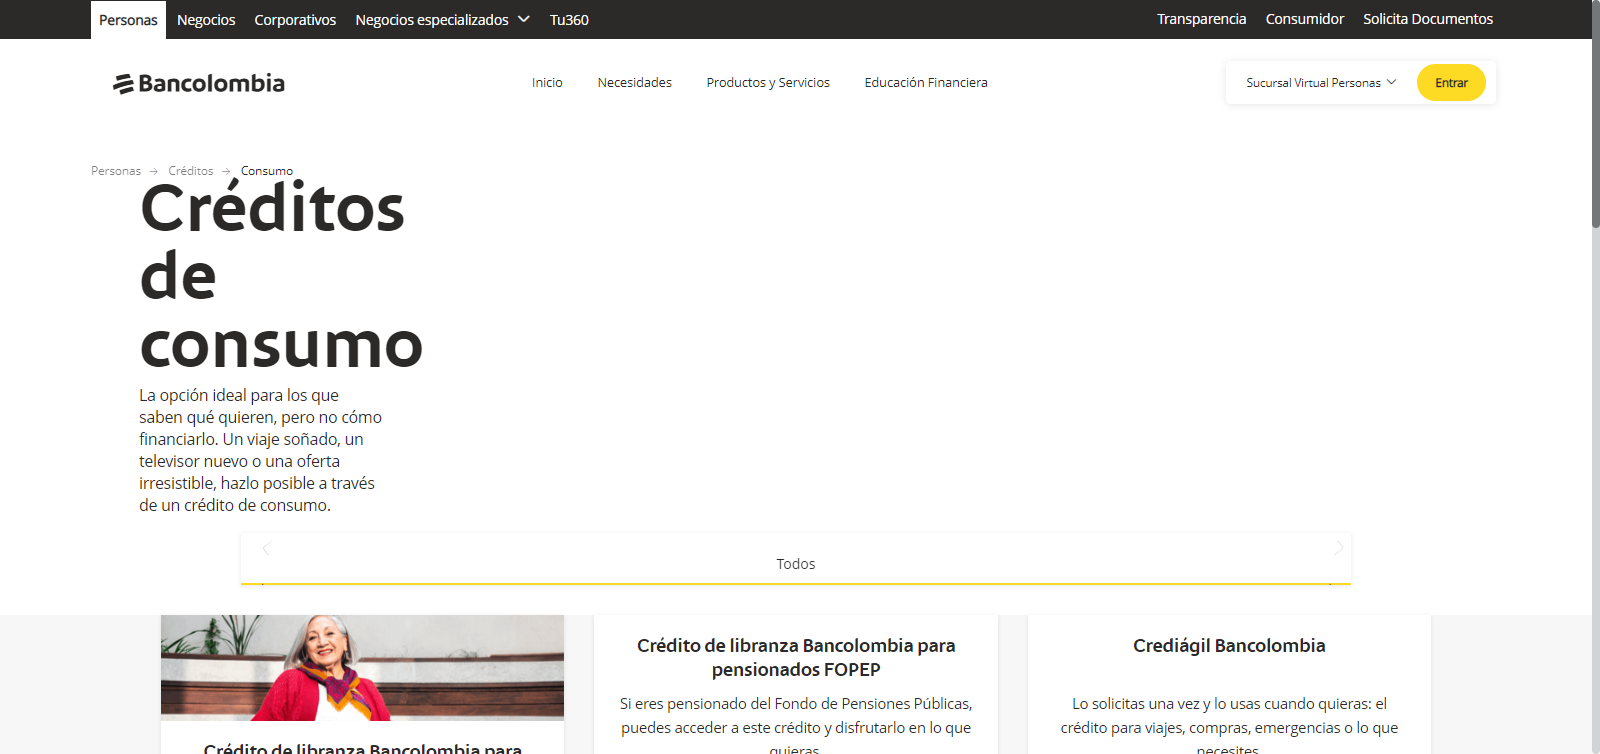 Personas Negocios Corporativos Negocios especializados Tu360 Transparencia Consumidor Solicita Documentos
Bancolombia Inicio Necesidades Productos y Servicios Educación Financiera Sucursal Virtual Personas Entrar
Personas → Créditos → Consumo
Créditos
de
consumo
La opción ideal para los que
saben qué quieren, pero no cómo
financiarlo. Un viaje soñado, un
televisor nuevo o una oferta
irresistible, hazlo posible a través
de un crédito de consumo.
Todos
Crédito de libranza Bancolombia para
Crédito de libranza Bancolombia para
pensionados FOPEP
Si eres pensionado del Fondo de Pensiones Públicas,
puedes acceder a este crédito y disfrutarlo en lo que
quieras.
Crediágil Bancolombia
Lo solicitas una vez y lo usas cuando quieras: el
crédito para viajes, compras, emergencias o lo que
necesites.